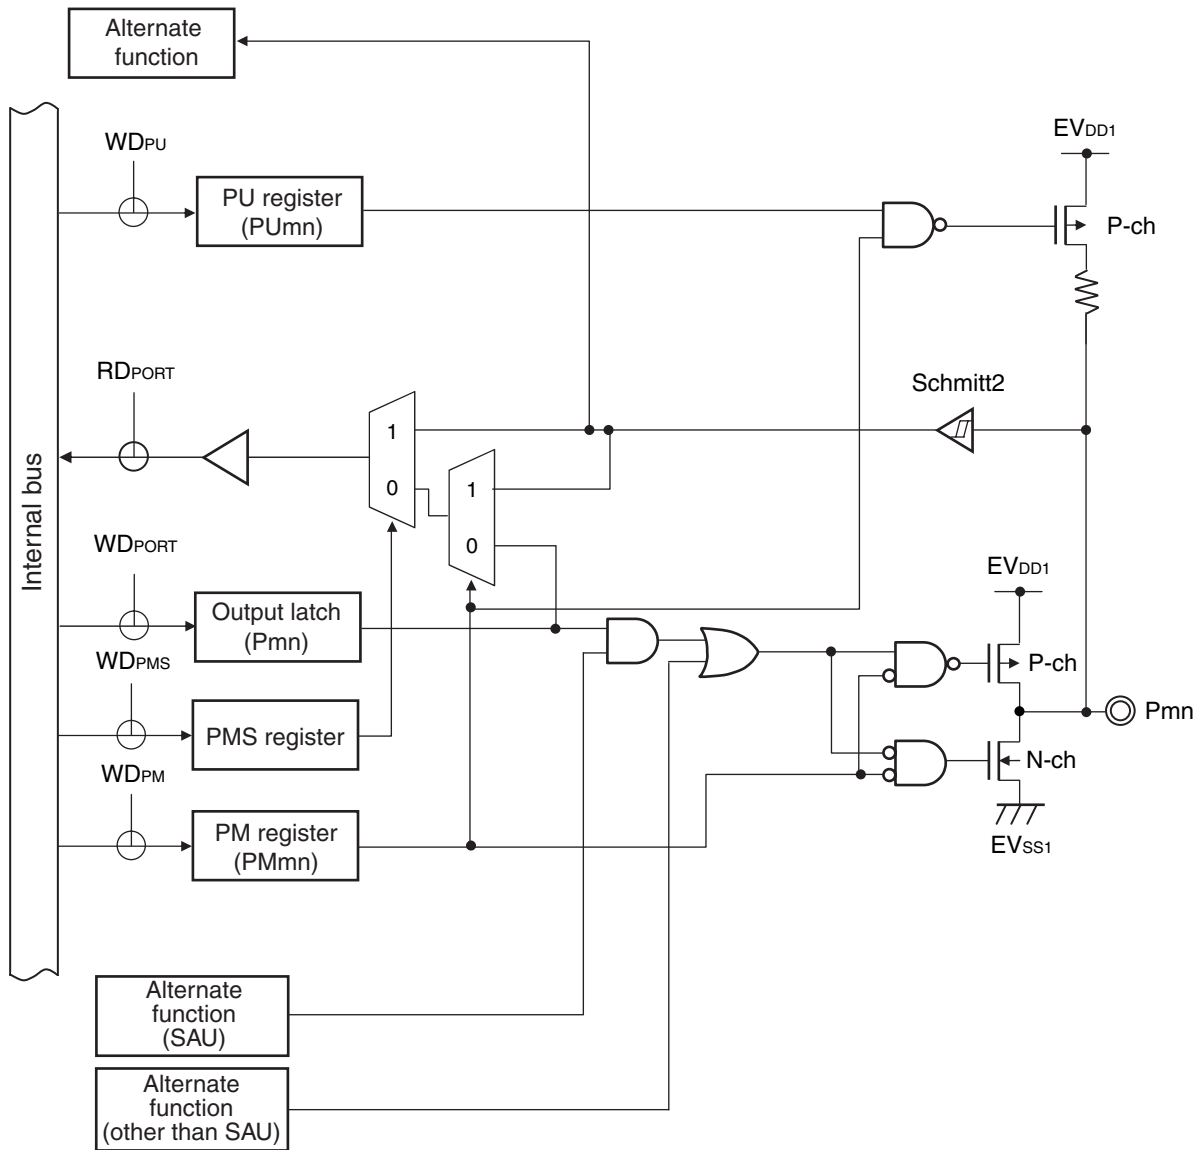 Alternate
function
EVDD1
WDPU
PU register
(PUmn)
P-ch
RDPORT
Schmitt2
1
0
1
0
Internal bus
WDPORT
Output latch
(Pmn)
EVDD1
P-ch
WDPMS
PMS register
Pmn
N-ch
WDPM
PM register
(PMmn)
EVSS1
Alternate
function
(SAU)
Alternate
function
(other than SAU)